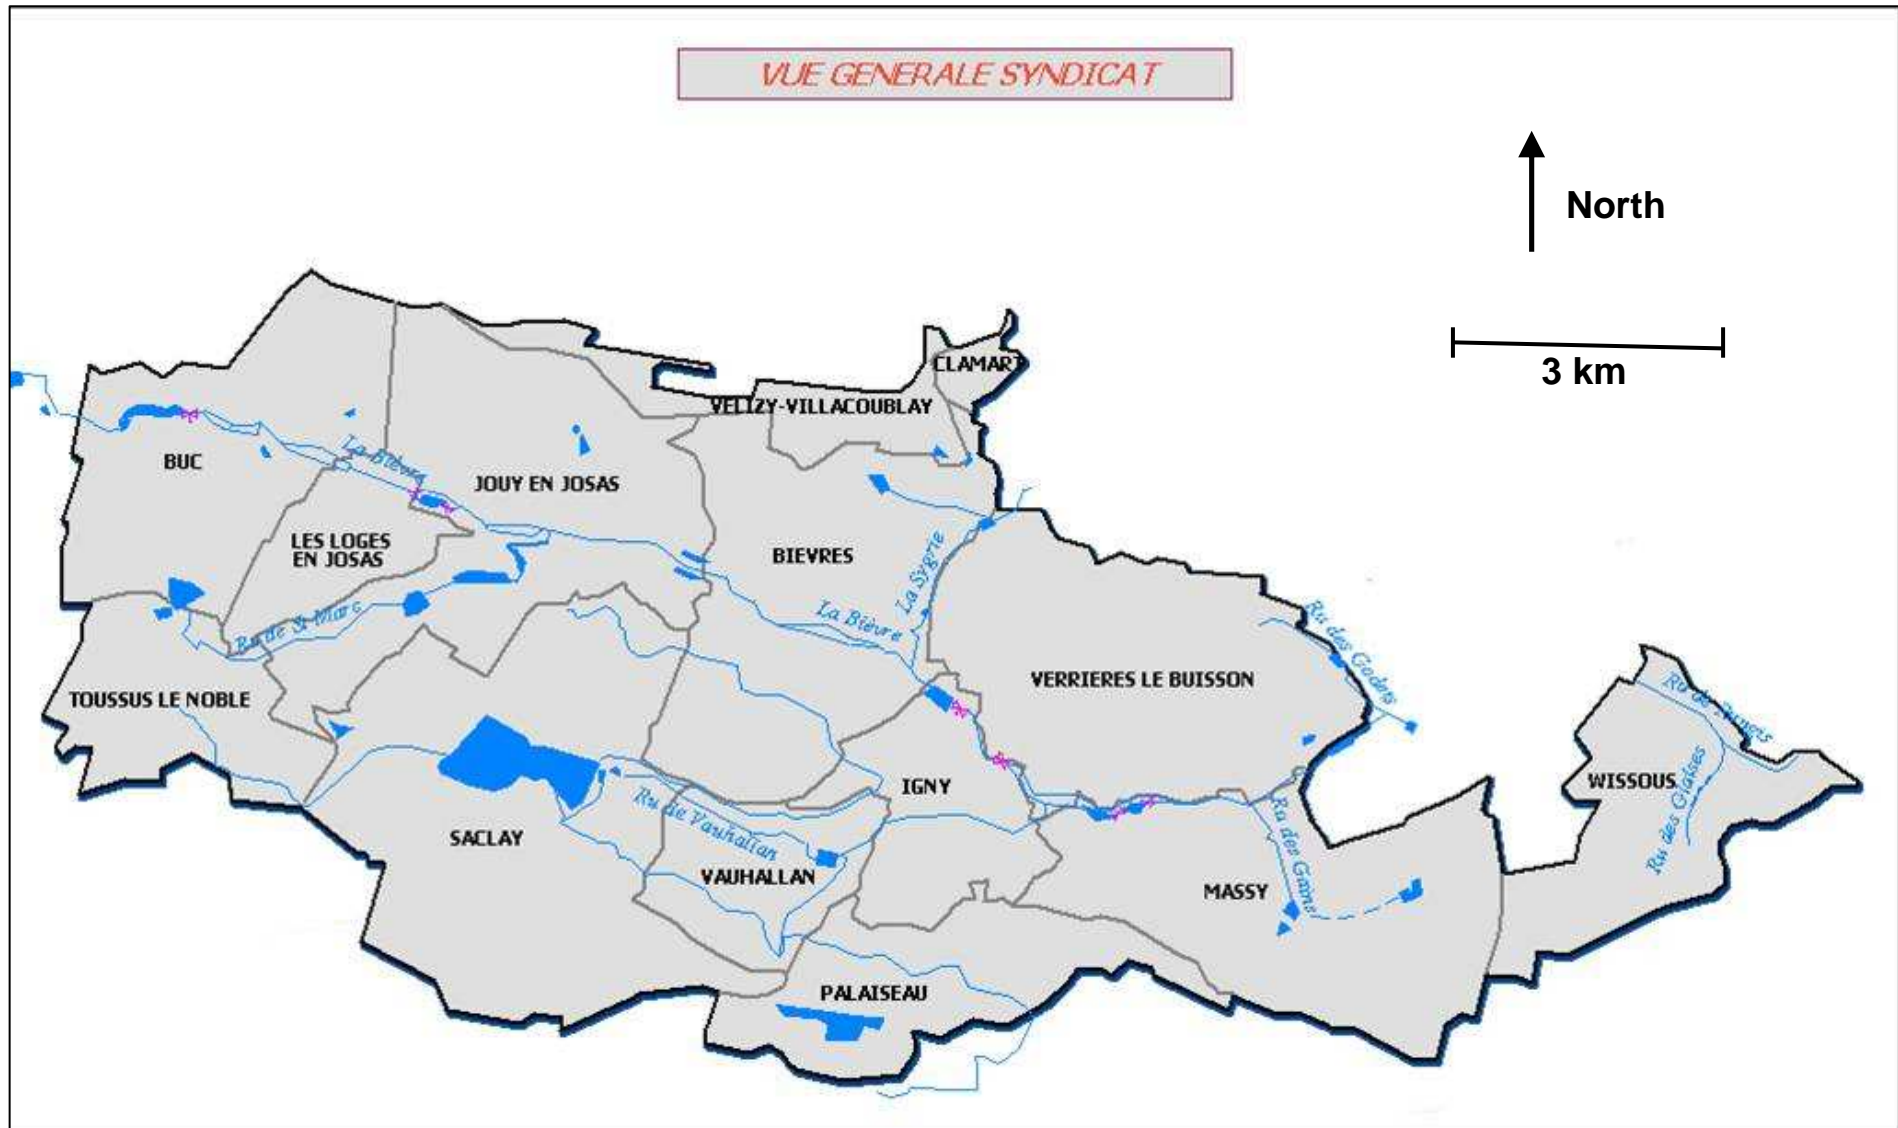 VUE GENERALE SYNDICAT
North
3 km
CLAMART
VELIZY-VILLACOUBLAY
La Bièvre
BUC
JOUY EN JOSAS
LES LOGES
EN JOSAS
BIEVRES
La Sygrie
La Bièvre
Ru de St Marc
Ru des Godets
VERRIERES LE BUISSON
TOUSSUS LE NOBLE
Ru de Rungis
IGNY
WISSOUS
Ru des Glaises
Ru de Vauhallan
SACLAY
Ru des Gains
VAUHALLAN
MASSY
PALAISEAU